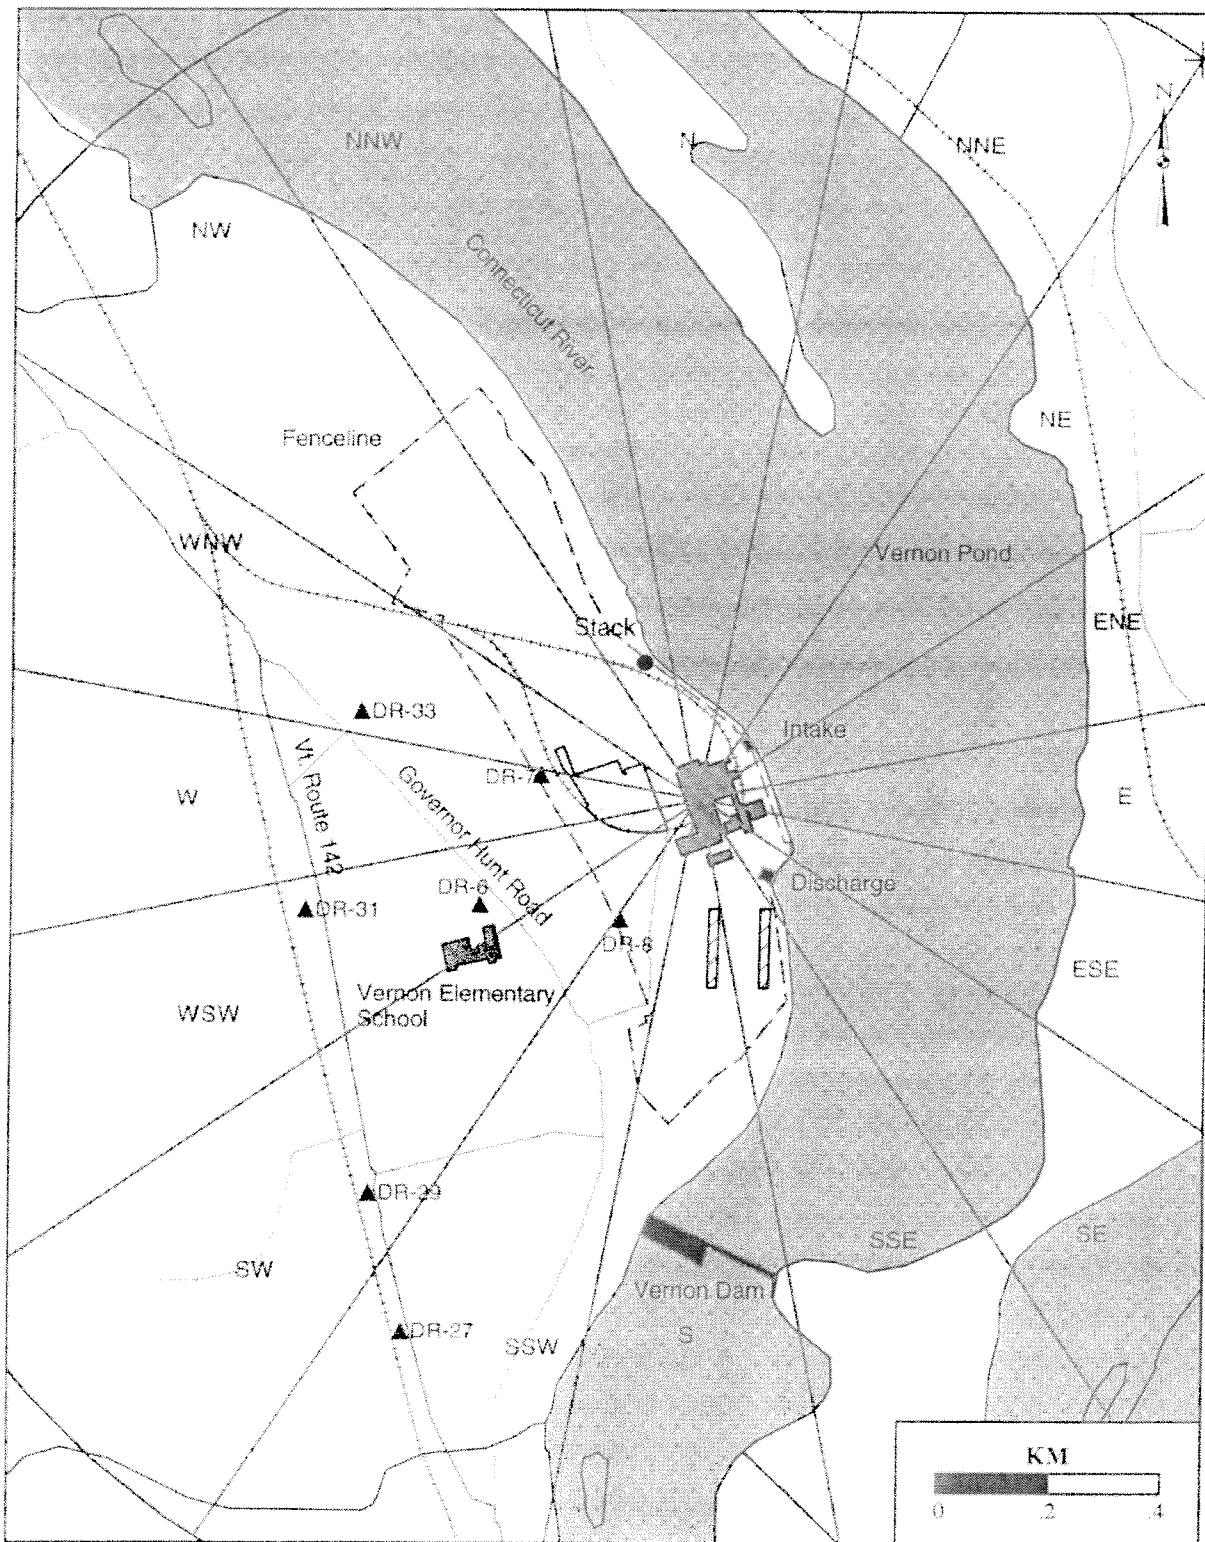 NNW
N
NNE
N
NW
Connecticut River
NE
Fenceline
WNW
Vernon Pond
ENE
Stack
DR-33
Intake
Vt. Route 142
Governor Hunt Road
DR-7
W
E
DR-6
Discharge
DR-31
DR-8
ESE
Vernon Elementary
School
WSW
DR-29
SSE
SE
SW
Vernon Dam
DR-27
S
SSW
KM
0 .2 .4